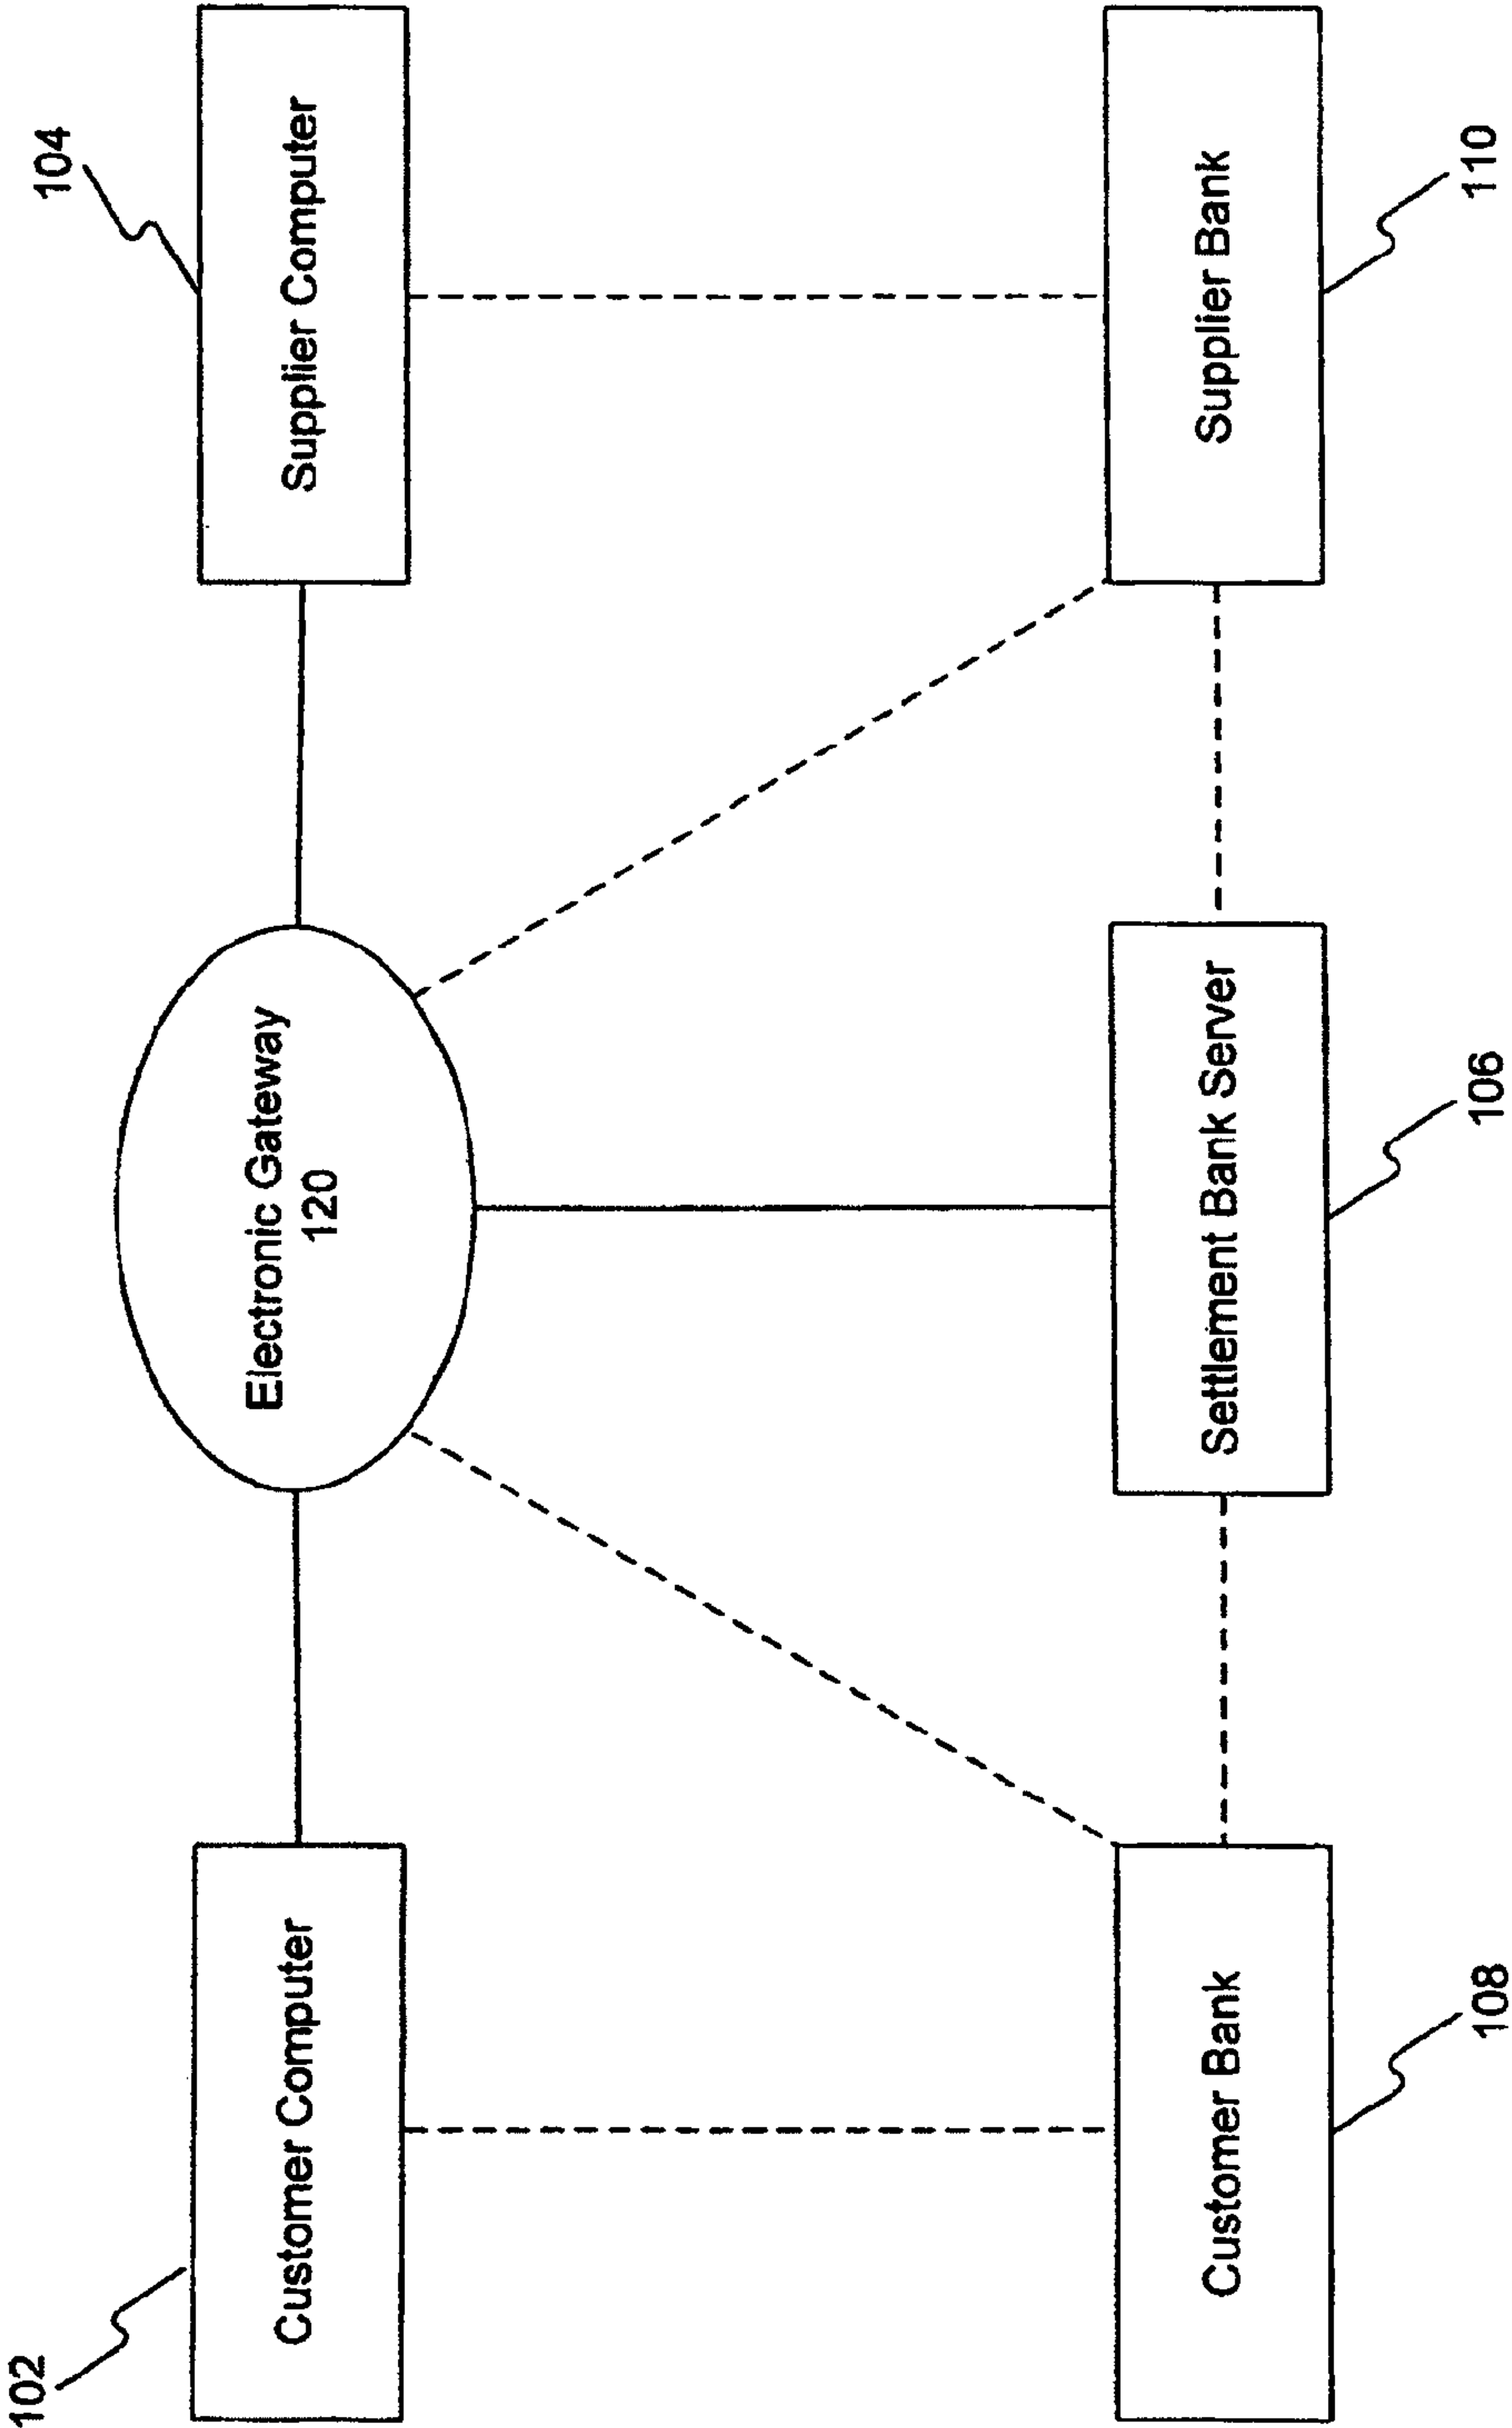 102
Customer Computer
Electronic Gateway
120
104
Supplier Computer
Customer Bank
108
Settlement Bank Server
106
Supplier Bank
110